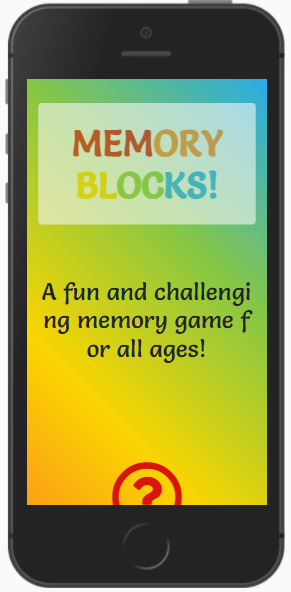 MEMORY
BLOCKS!
A fun and challengi
ng memory game f
or all ages!
?